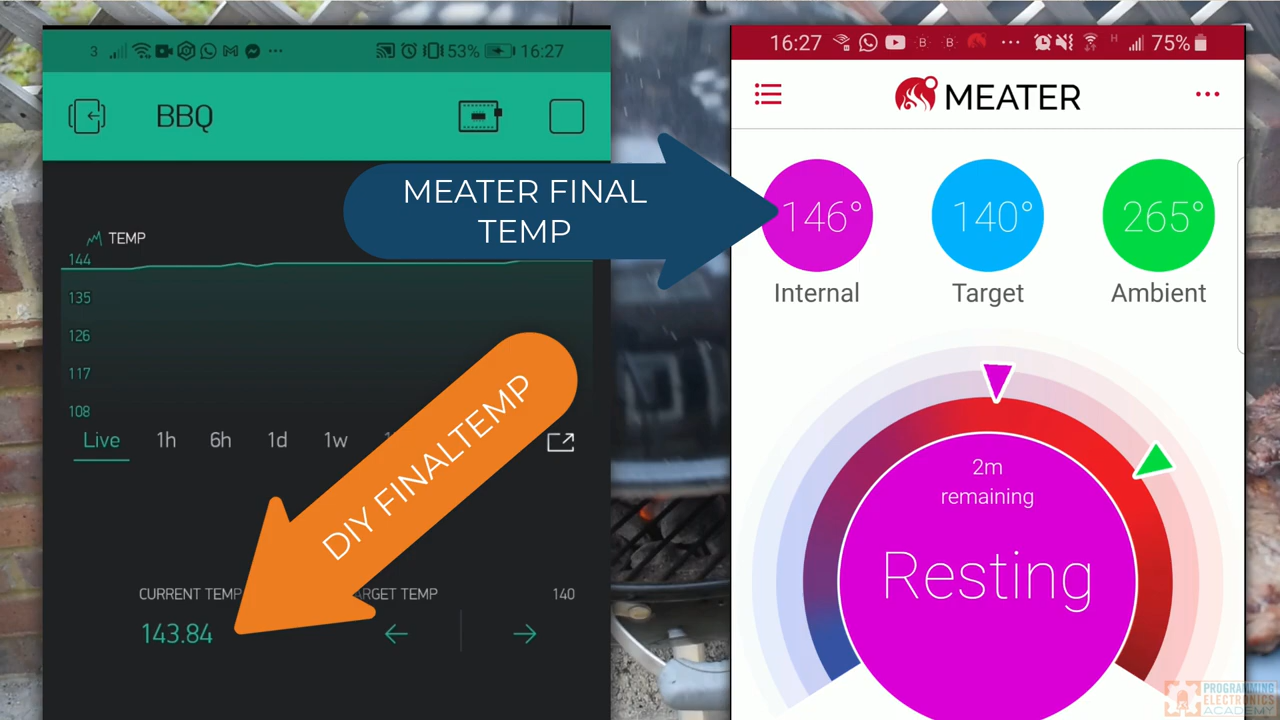 3
53%
16:27
BBQ
TEMP
144
135
126
117
108
Live 1h 6h 1d 1w
CURRENT TEMP
143.84
ARGET TEMP
140
DIY FINAL TEMP
MEATER FINAL
TEMP
16:27
B B
H
75%
MEATER
146° 140° 265°
Internal Target Ambient
2m
remaining
Resting
PROGRAMMING
ELECTRONICS
ACADEMY